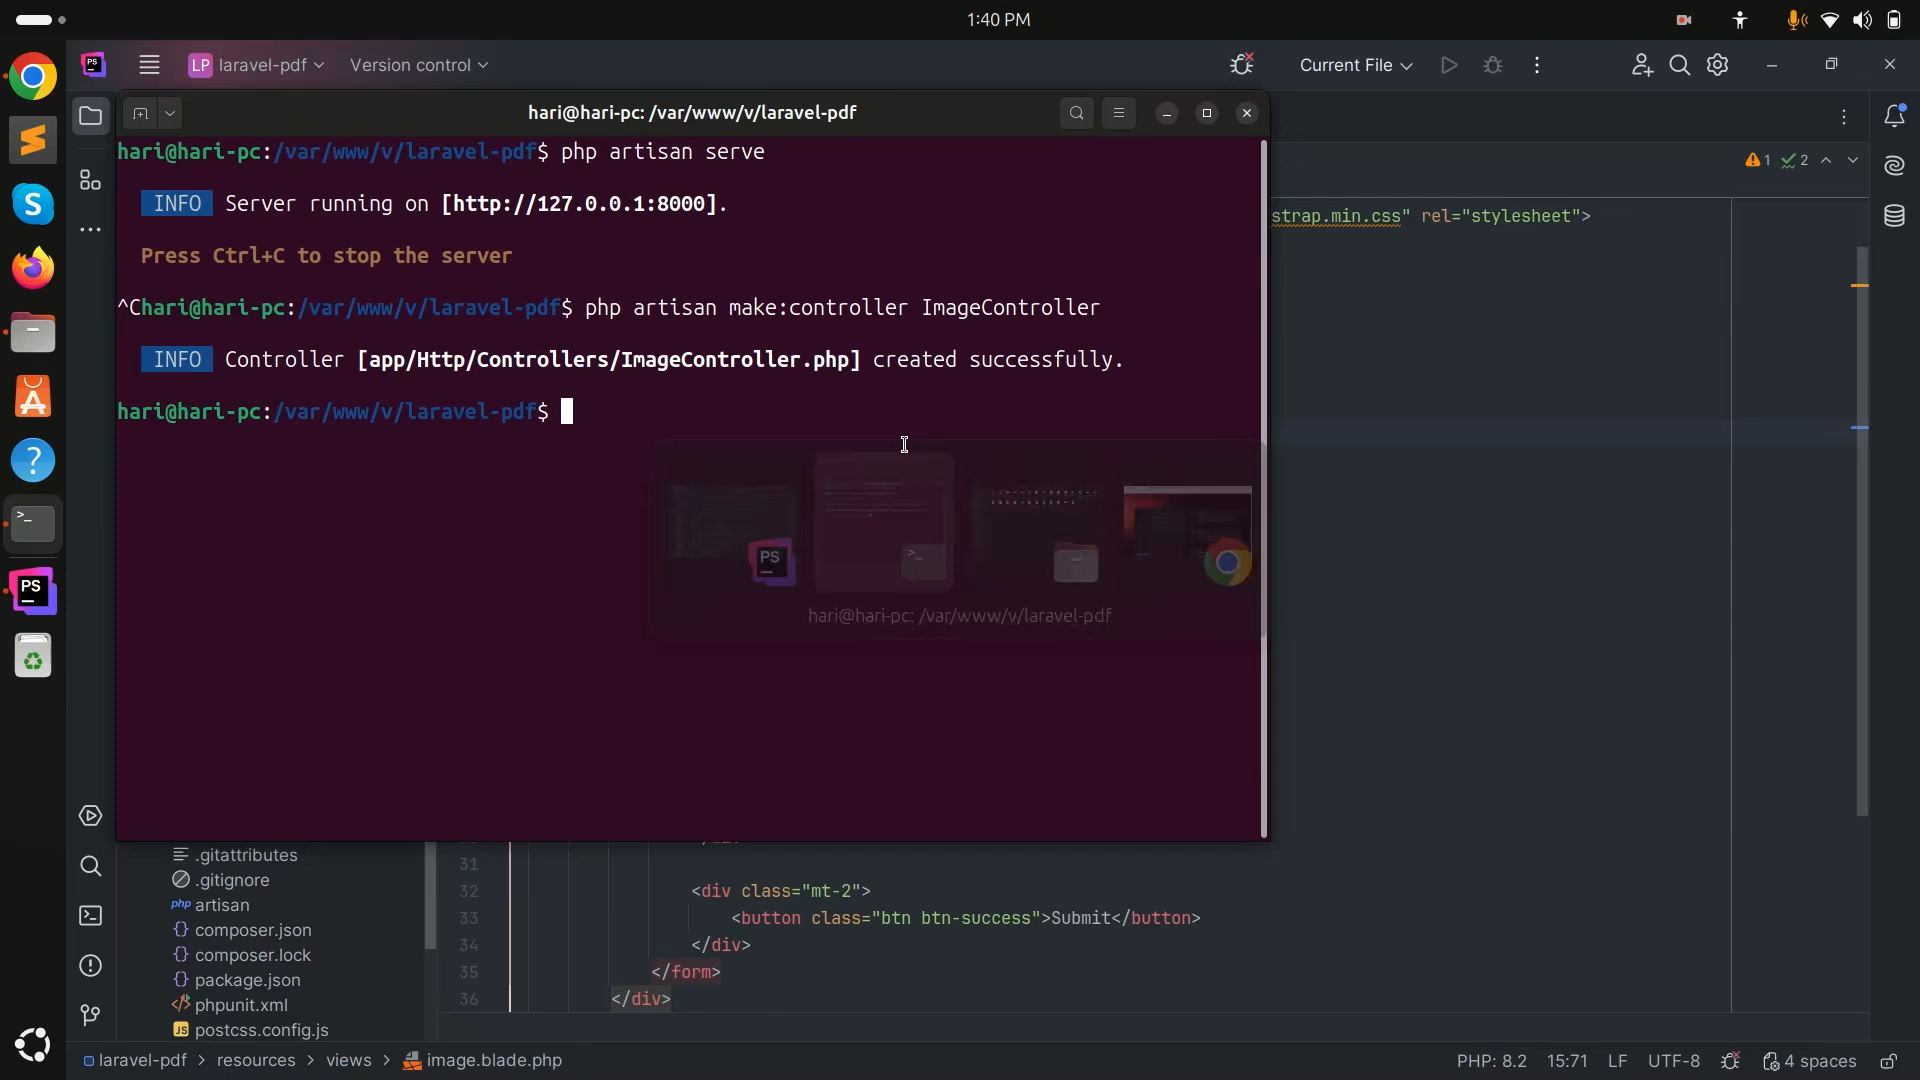 1:40 PM
LP laravel-pdf
Version control
Current File
hari@hari-pc: /var/www/v/laravel-pdf
hari@hari-pc:/var/www/v/laravel-pdf$ php artisan serve
INFO Server running on [http://127.0.0.1:8000].
Press Ctrl+C to stop the server
^Chari@hari-pc:/var/www/v/laravel-pdf$ php artisan make:controller ImageController
INFO Controller [app/Http/Controllers/ImageController.php] created successfully.
hari@hari-pc:/var/www/v/laravel-pdf$
1 2
strap.min.css" rel="stylesheet">
PS
hari@hari-pc: /var/www/v/laravel-pdf
.gitattributes
.gitignore
php artisan
{} composer.json
{} composer.lock
{} package.json
</> phpunit.xml
JS postcss.config.js
31
32 <div class="mt-2">
33 <button class="btn btn-success">Submit</button>
34 </div>
35 </form>
36 </div>
laravel-pdf > resources > views > image.blade.php
PHP: 8.2 15:71 LF UTF-8 4 spaces